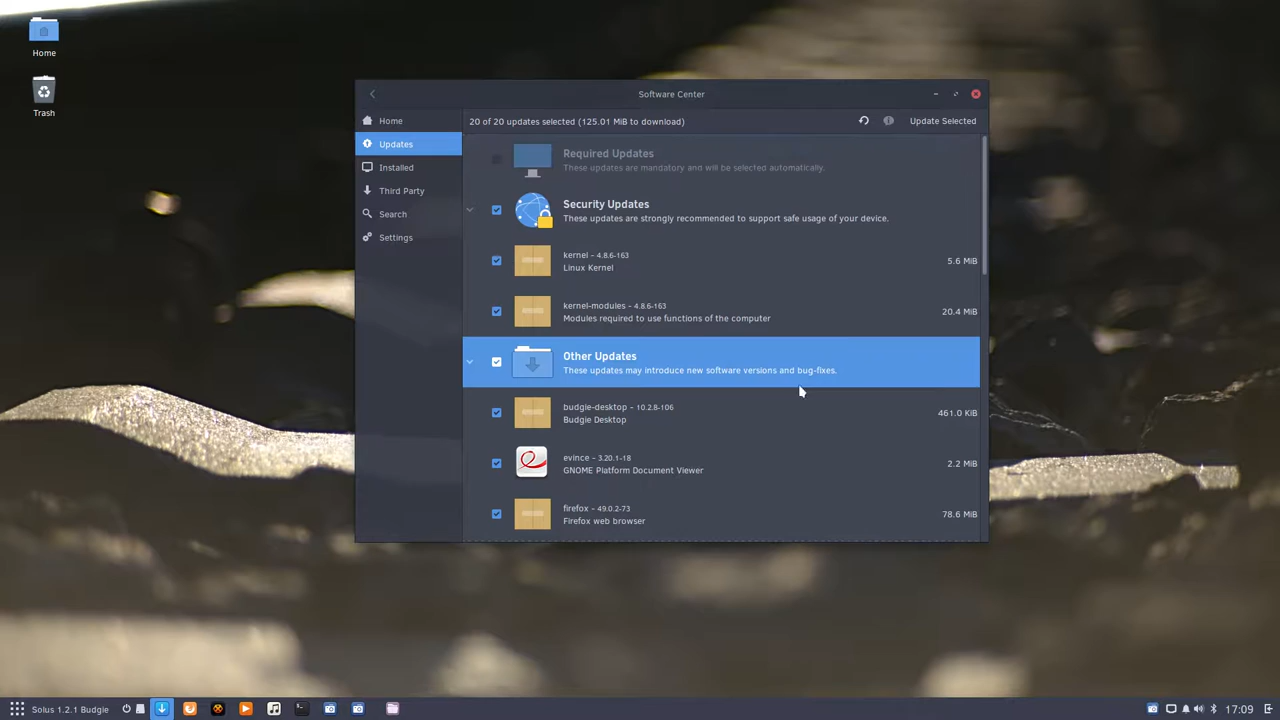 Home
Trash
Software Center
Home
Updates
Installed
Third Party
Search
Settings
20 of 20 updates selected (125.01 MiB to download)
Update Selected
Required Updates
These updates are mandatory and will be selected automatically.
Security Updates
These updates are strongly recommended to support safe usage of your device.
kernel - 4.8.6-163
Linux Kernel
5.6 MiB
kernel-modules - 4.8.6-163
Modules required to use functions of the computer
20.4 MiB
Other Updates
These updates may introduce new software versions and bug-fixes.
budgie-desktop - 10.2.8-106
Budgie Desktop
461.0 KiB
evince - 3.20.1-18
GNOME Platform Document Viewer
2.2 MiB
firefox - 49.0.2-73
Firefox web browser
78.6 MiB
Solus 1.2.1 Budgie
17:09